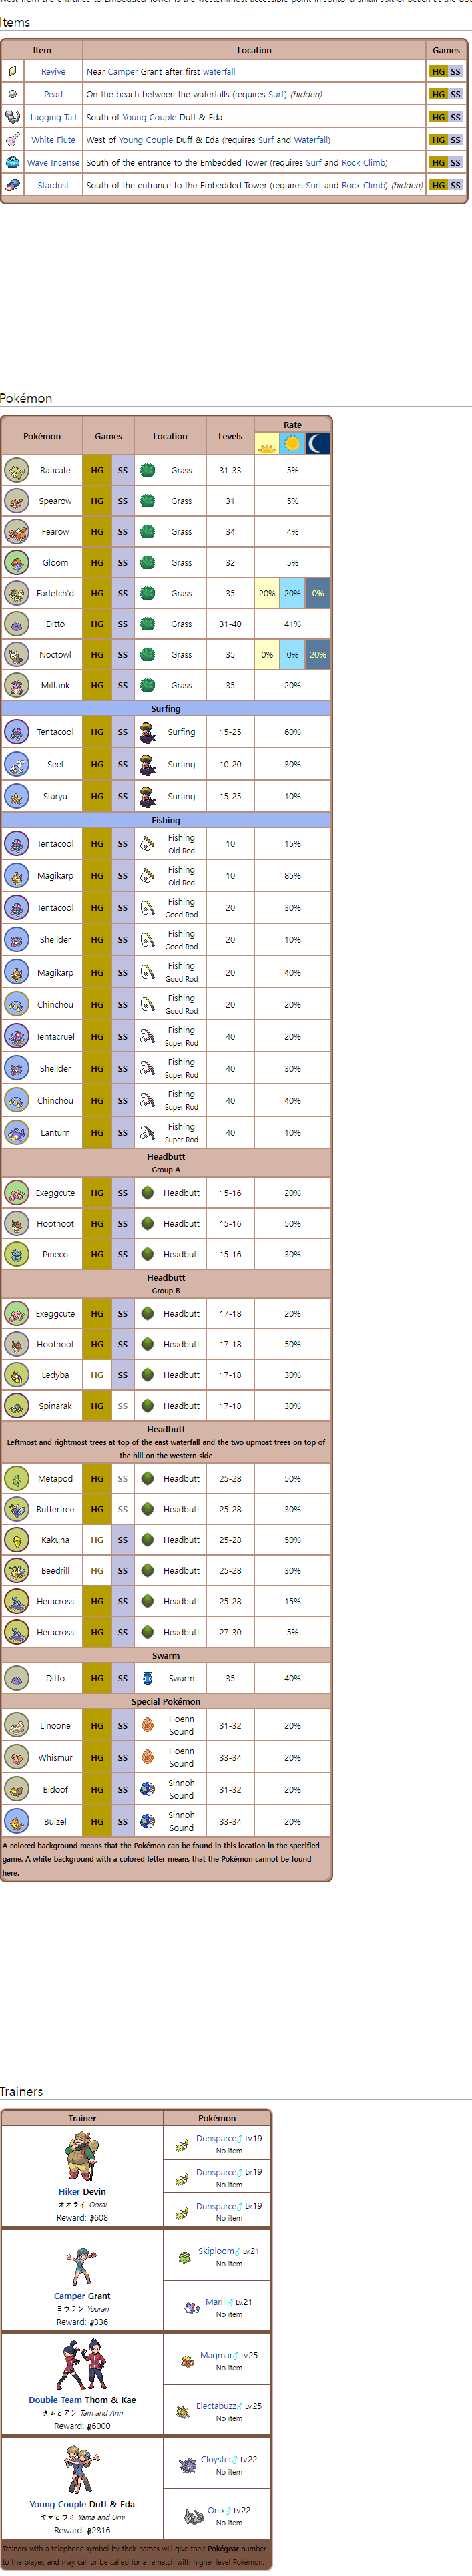 Items
Item Location Games
Revive Near Camper Grant after first waterfall HG SS
Pearl On the beach between the waterfalls (requires Surf) (hidden) HG SS
Lagging Tail South of Young Couple Duff & Eda HG SS
White Flute West of Young Couple Duff & Eda (requires Surf and Waterfall) HG SS
Wave Incense South of the entrance to the Embedded Tower (requires Surf and Rock Climb) HG SS
Stardust South of the entrance to the Embedded Tower (requires Surf and Rock Climb) (hidden) HG SS
Pokémon
Pokémon Games Location Levels Rate
Raticate HG SS Grass 31-33 5%
Spearow HG SS Grass 31 5%
Fearow HG SS Grass 34 4%
Gloom HG SS Grass 32 5%
Farfetch'd HG SS Grass 35 20% 20% 0%
Ditto HG SS Grass 31-40 41%
Noctowl HG SS Grass 35 0% 0% 20%
Miltank HG SS Grass 35 20%
Surfing
Tentacool HG SS Surfing 15-25 60%
Seel HG SS Surfing 10-20 30%
Staryu HG SS Surfing 15-25 10%
Fishing
Tentacool HG SS Fishing Old Rod 10 15%
Magikarp HG SS Fishing Old Rod 10 85%
Tentacool HG SS Fishing Good Rod 20 30%
Shellder HG SS Fishing Good Rod 20 10%
Magikarp HG SS Fishing Good Rod 20 40%
Chinchou HG SS Fishing Good Rod 20 20%
Tentacruel HG SS Fishing Super Rod 40 20%
Shellder HG SS Fishing Super Rod 40 30%
Chinchou HG SS Fishing Super Rod 40 40%
Lanturn HG SS Fishing Super Rod 40 10%
Headbutt
Group A
Exeggcute HG SS Headbutt 15-16 20%
Hoothoot HG SS Headbutt 15-16 50%
Pineco HG SS Headbutt 15-16 30%
Headbutt
Group B
Exeggcute HG SS Headbutt 17-18 20%
Hoothoot HG SS Headbutt 17-18 50%
Ledyba HG SS Headbutt 17-18 30%
Spinarak HG SS Headbutt 17-18 30%
Headbutt
Leftmost and rightmost trees at top of the east waterfall and the two upmost trees on top of
the hill on the western side
Metapod HG SS Headbutt 25-28 50%
Butterfree HG SS Headbutt 25-28 30%
Kakuna HG SS Headbutt 25-28 50%
Beedrill HG SS Headbutt 25-28 30%
Heracross HG SS Headbutt 25-28 15%
Heracross HG SS Headbutt 27-30 5%
Swarm
Ditto HG SS Swarm 35 40%
Special Pokémon
Linoone HG SS Hoenn Sound 31-32 20%
Whismur HG SS Hoenn Sound 33-34 20%
Bidoof HG SS Sinnoh Sound 31-32 20%
Buizel HG SS Sinnoh Sound 33-34 20%
A colored background means that the Pokémon can be found in this location in the specified
game. A white background with a colored letter means that the Pokémon cannot be found
here.
Trainers
Trainer Pokémon
Hiker Devin
オオライ Oorai
Reward: 608
Dunsparce♂ Lv.19
No item
Dunsparce♂ Lv.19
No item
Dunsparce♂ Lv.19
No item
Camper Grant
ヨウラン Youran
Reward: 336
Skiploom♂ Lv.21
No item
Marill♂ Lv.21
No item
Double Team Thom & Kae
タムとアン Tam and Ann
Reward: 6000
Magmar♂ Lv.25
No item
Electabuzz♂ Lv.25
No item
Young Couple Duff & Eda
ヤマとウミ Yama and Umi
Reward: 2816
Cloyster♂ Lv.22
No item
Onix♂ Lv.22
No item
Trainers with a telephone symbol by their names will give their Pokégear number
to the player, and may call or be called for a rematch with higher-level Pokémon.